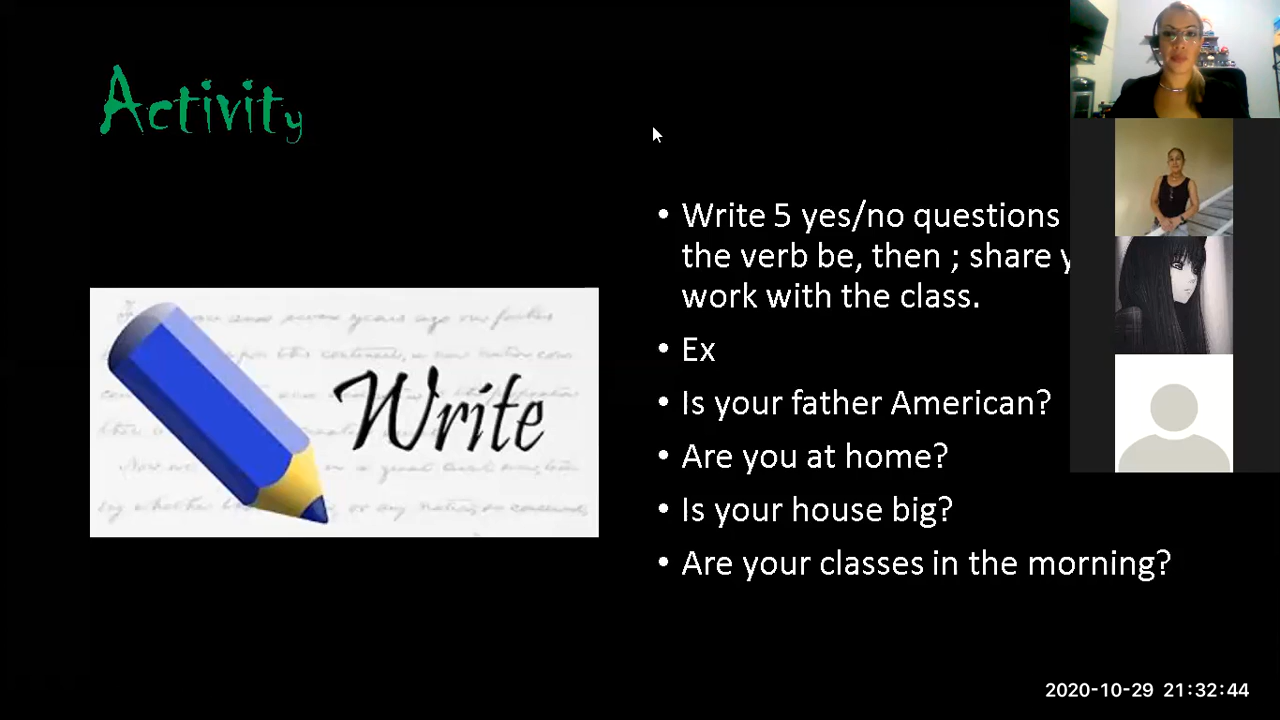 Activity
• Write 5 yes/no questions
the verb be, then ; share
work with the class.
• Ex
• Is your father American?
• Are you at home?
• Is your house big?
• Are your classes in the morning?
Write
2020-10-29 21:32:44